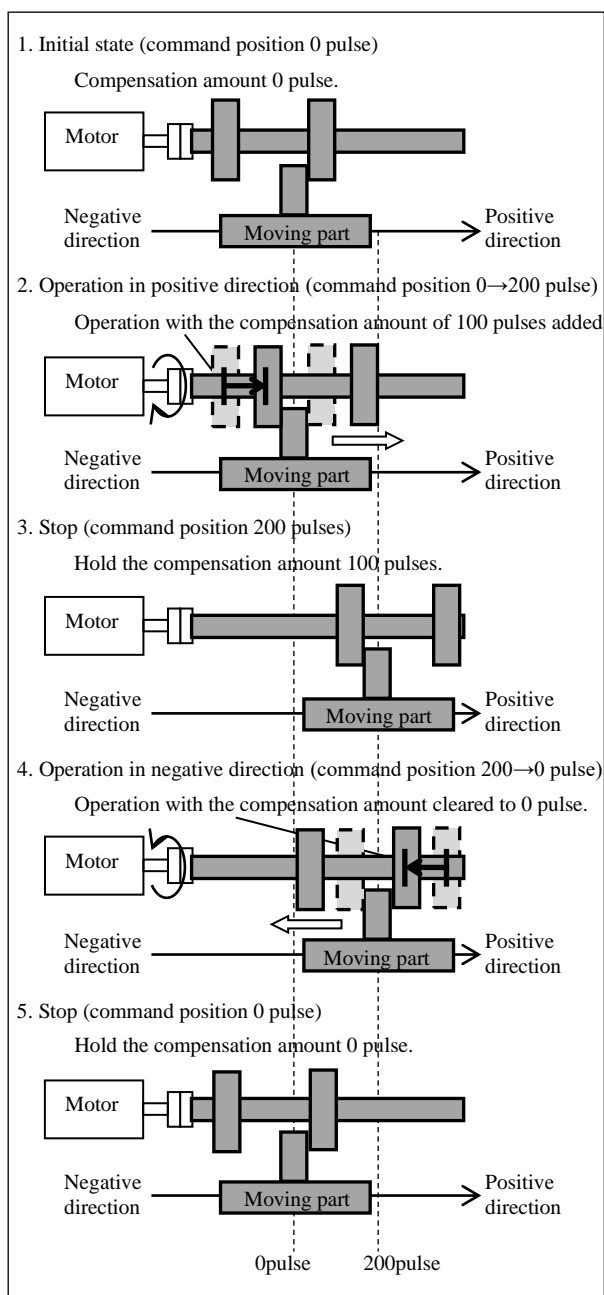 1. Initial state (command position 0 pulse)
Compensation amount 0 pulse.
Motor
Negative
direction
Moving part
Positive
direction
2. Operation in positive direction (command position 0→200 pulse)
Operation with the compensation amount of 100 pulses added
Motor
Negative
direction
Moving part
Positive
direction
3. Stop (command position 200 pulses)
Hold the compensation amount 100 pulses.
Motor
Negative
direction
Moving part
Positive
direction
4. Operation in negative direction (command position 200→0 pulse)
Operation with the compensation amount cleared to 0 pulse.
Motor
Negative
direction
Moving part
Positive
direction
5. Stop (command position 0 pulse)
Hold the compensation amount 0 pulse.
Motor
Negative
direction
Moving part
Positive
direction
0pulse
200pulse